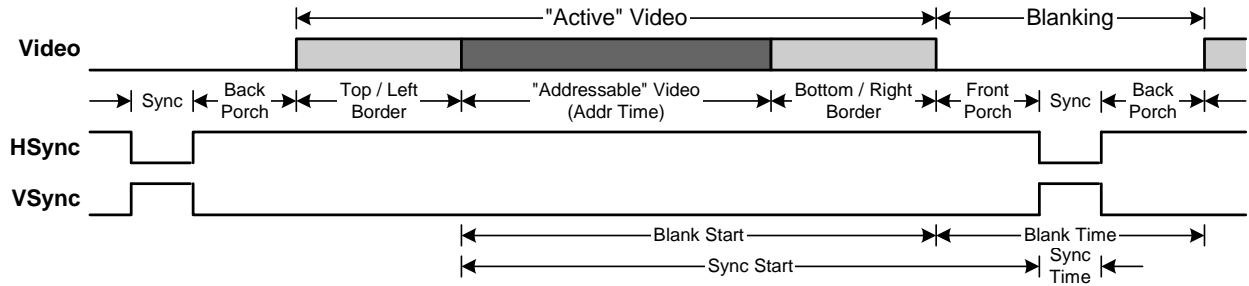 "Active" Video
Blanking
Video
Sync
Back
Porch
Top / Left
Border
"Addressable" Video
(Addr Time)
Bottom / Right
Border
Front
Porch
Sync
Back
Porch
HSync
VSync
Blank Start
Blank Time
Sync Start
Sync
Time